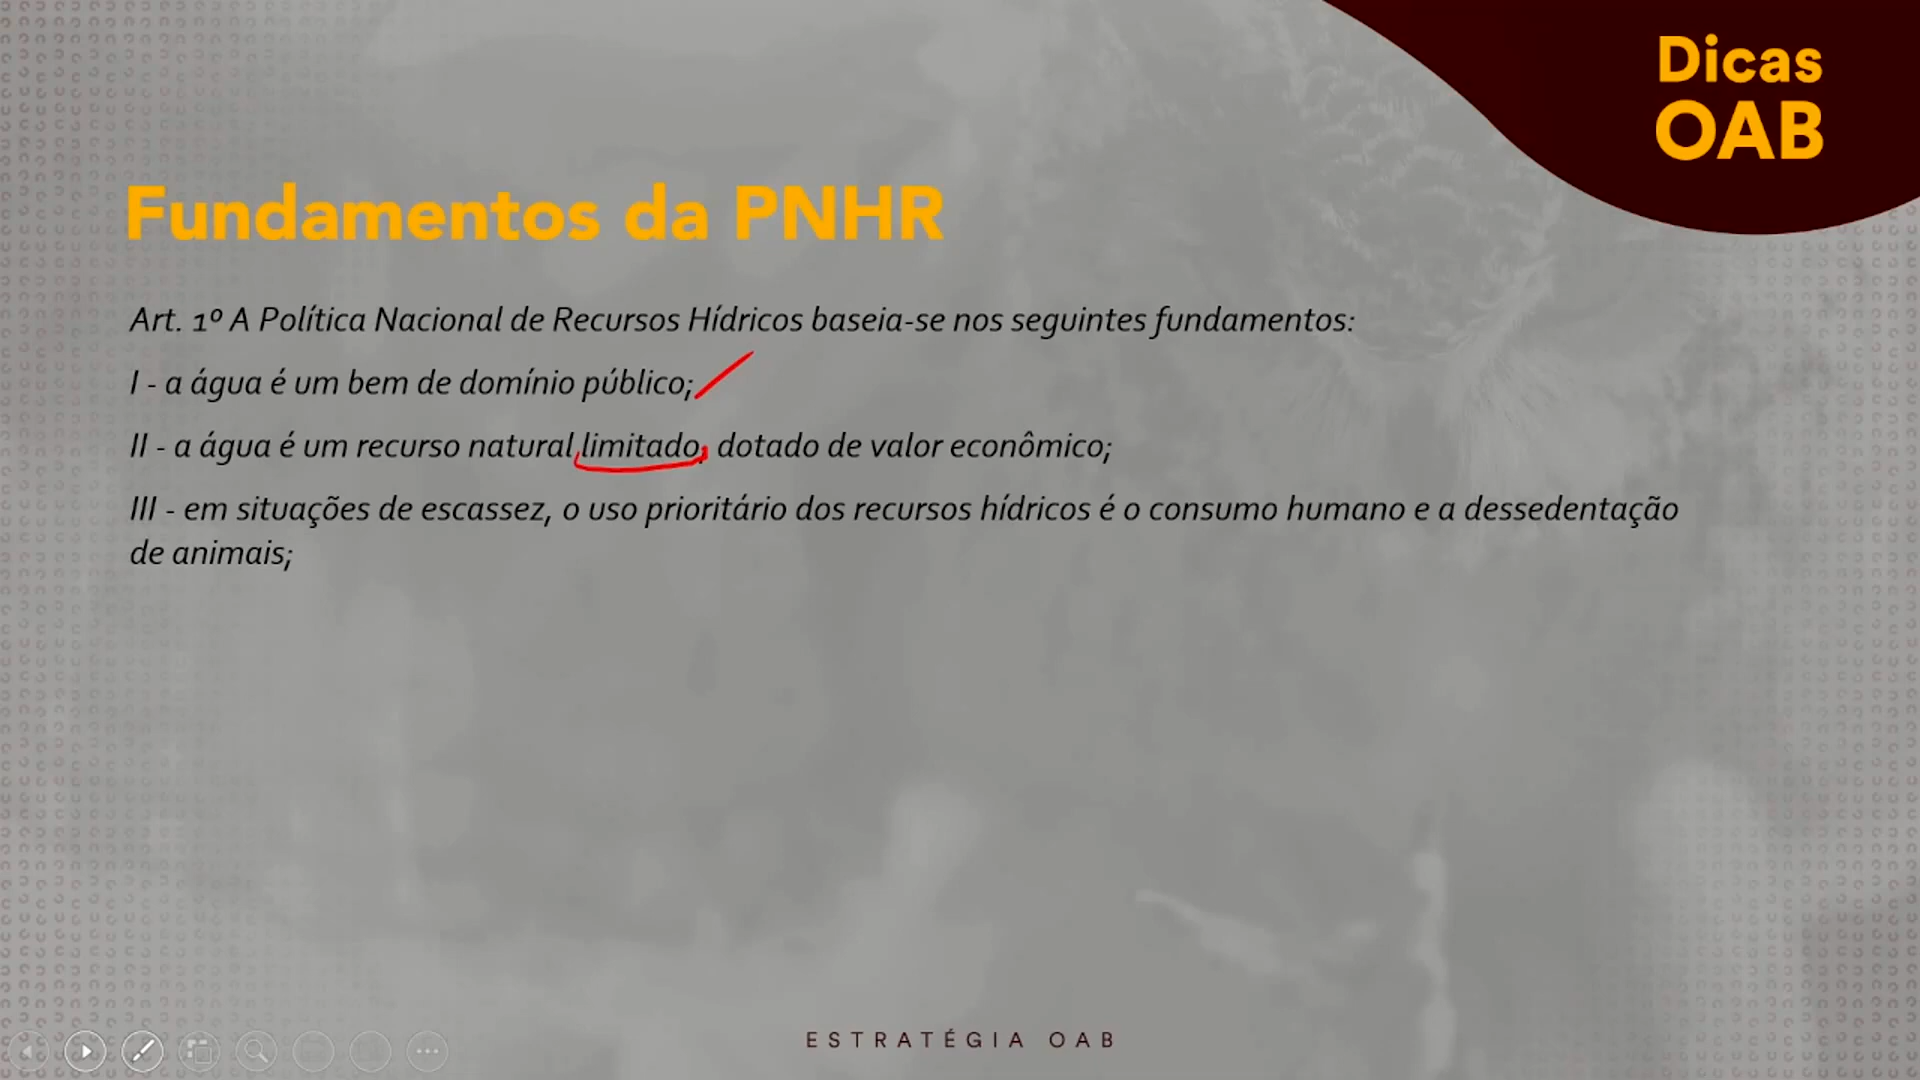 Dicas
OAB
Fundamentos da PNHR
Art. 1º A Política Nacional de Recursos Hídricos baseia-se nos seguintes fundamentos:
I - a água é um bem de domínio público;
II - a água é um recurso natural limitado, dotado de valor econômico;
III - em situações de escassez, o uso prioritário dos recursos hídricos é o consumo humano e a dessedentação
de animais;
ESTRATÉGIA OAB